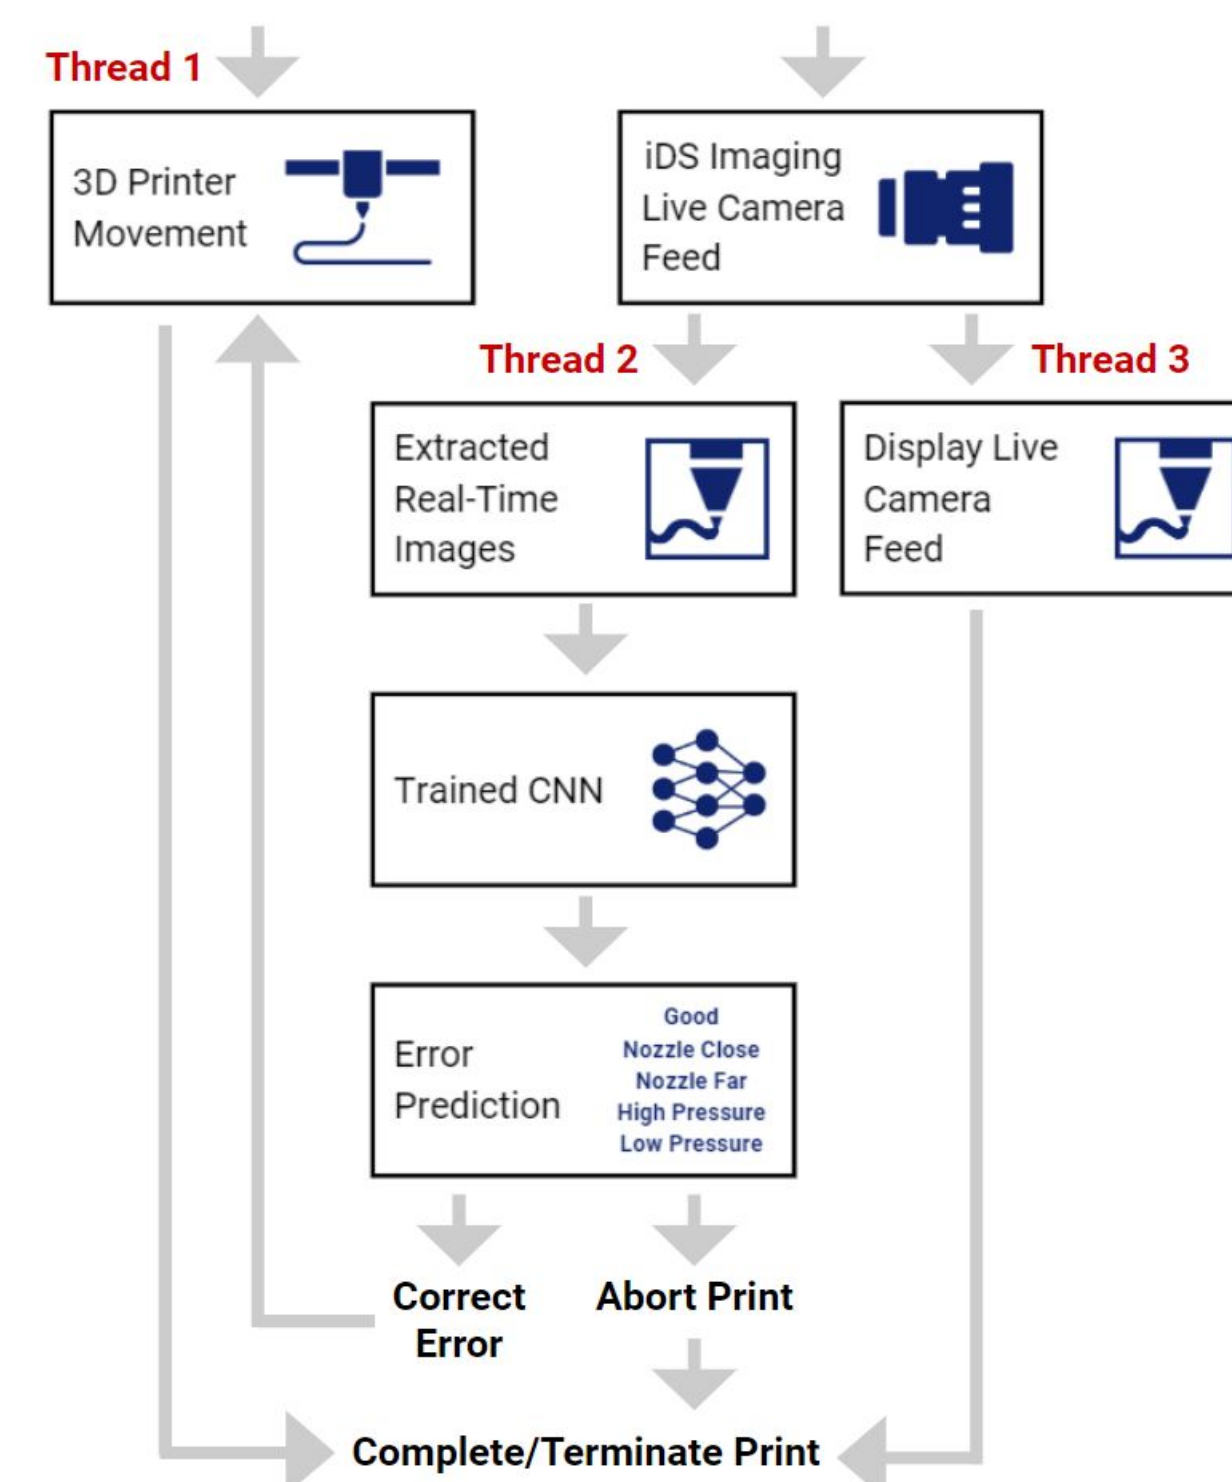 Thread 1
3D Printer
Movement
iDS Imaging
Live Camera
Feed
Thread 2
Thread 3
Extracted
Real-Time
Images
Display Live
Camera
Feed
Trained CNN
Error
Prediction
Good
Nozzle Close
Nozzle Far
High Pressure
Low Pressure
Correct
Error
Abort Print
Complete/Terminate Print